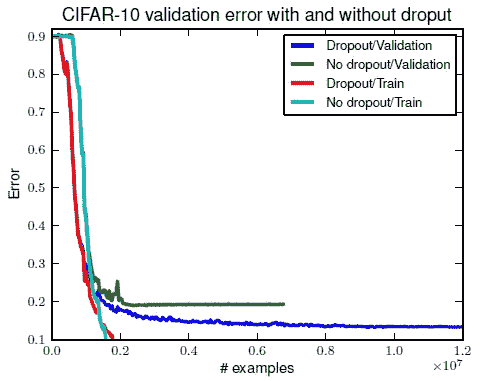 CIFAR-10 validation error with and without droput
Dropout/Validation
No dropout/Validation
Dropout/Train
No dropout/Train
Error
0.9
0.8
0.7
0.6
0.5
0.4
0.3
0.2
0.1
0.0 0.2 0.4 0.6 0.8 1.0 1.2
×10⁷
# examples